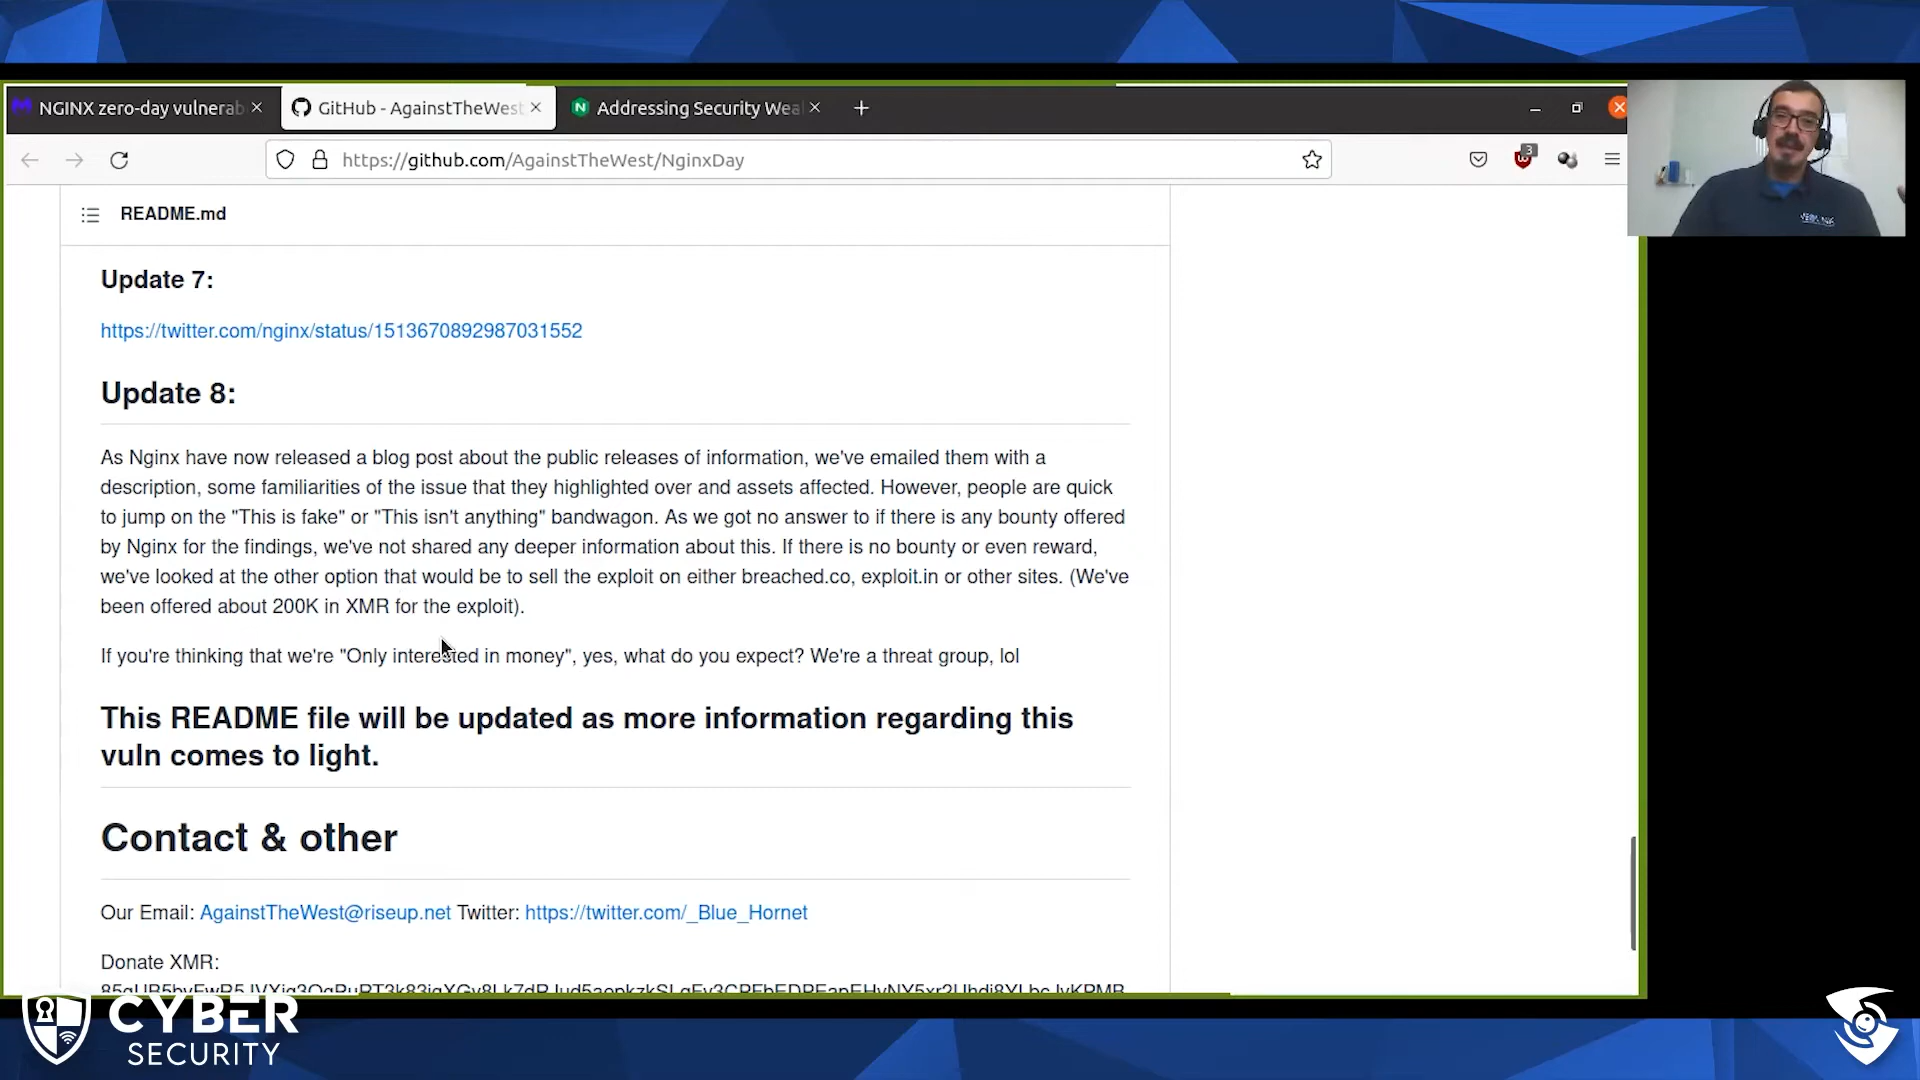 NGINX zero-day vulnerab
GitHub - AgainstTheWest
Addressing Security Wea
https://github.com/AgainstTheWest/NginxDay
3
README.md
Update 7:
https://twitter.com/nginx/status/1513670892987031552
Update 8:
As Nginx have now released a blog post about the public releases of information, we've emailed them with a
description, some familiarities of the issue that they highlighted over and assets affected. However, people are quick
to jump on the "This is fake" or "This isn't anything" bandwagon. As we got no answer to if there is any bounty offered
by Nginx for the findings, we've not shared any deeper information about this. If there is no bounty or even reward,
we've looked at the other option that would be to sell the exploit on either breached.co, exploit.in or other sites. (We've
been offered about 200K in XMR for the exploit).
If you're thinking that we're "Only interested in money", yes, what do you expect? We're a threat group, lol
This README file will be updated as more information regarding this
vuln comes to light.
Contact & other
Our Email: AgainstTheWest@riseup.net Twitter: https://twitter.com/_Blue_Hornet
Donate XMR:
CYBER
SECURITY